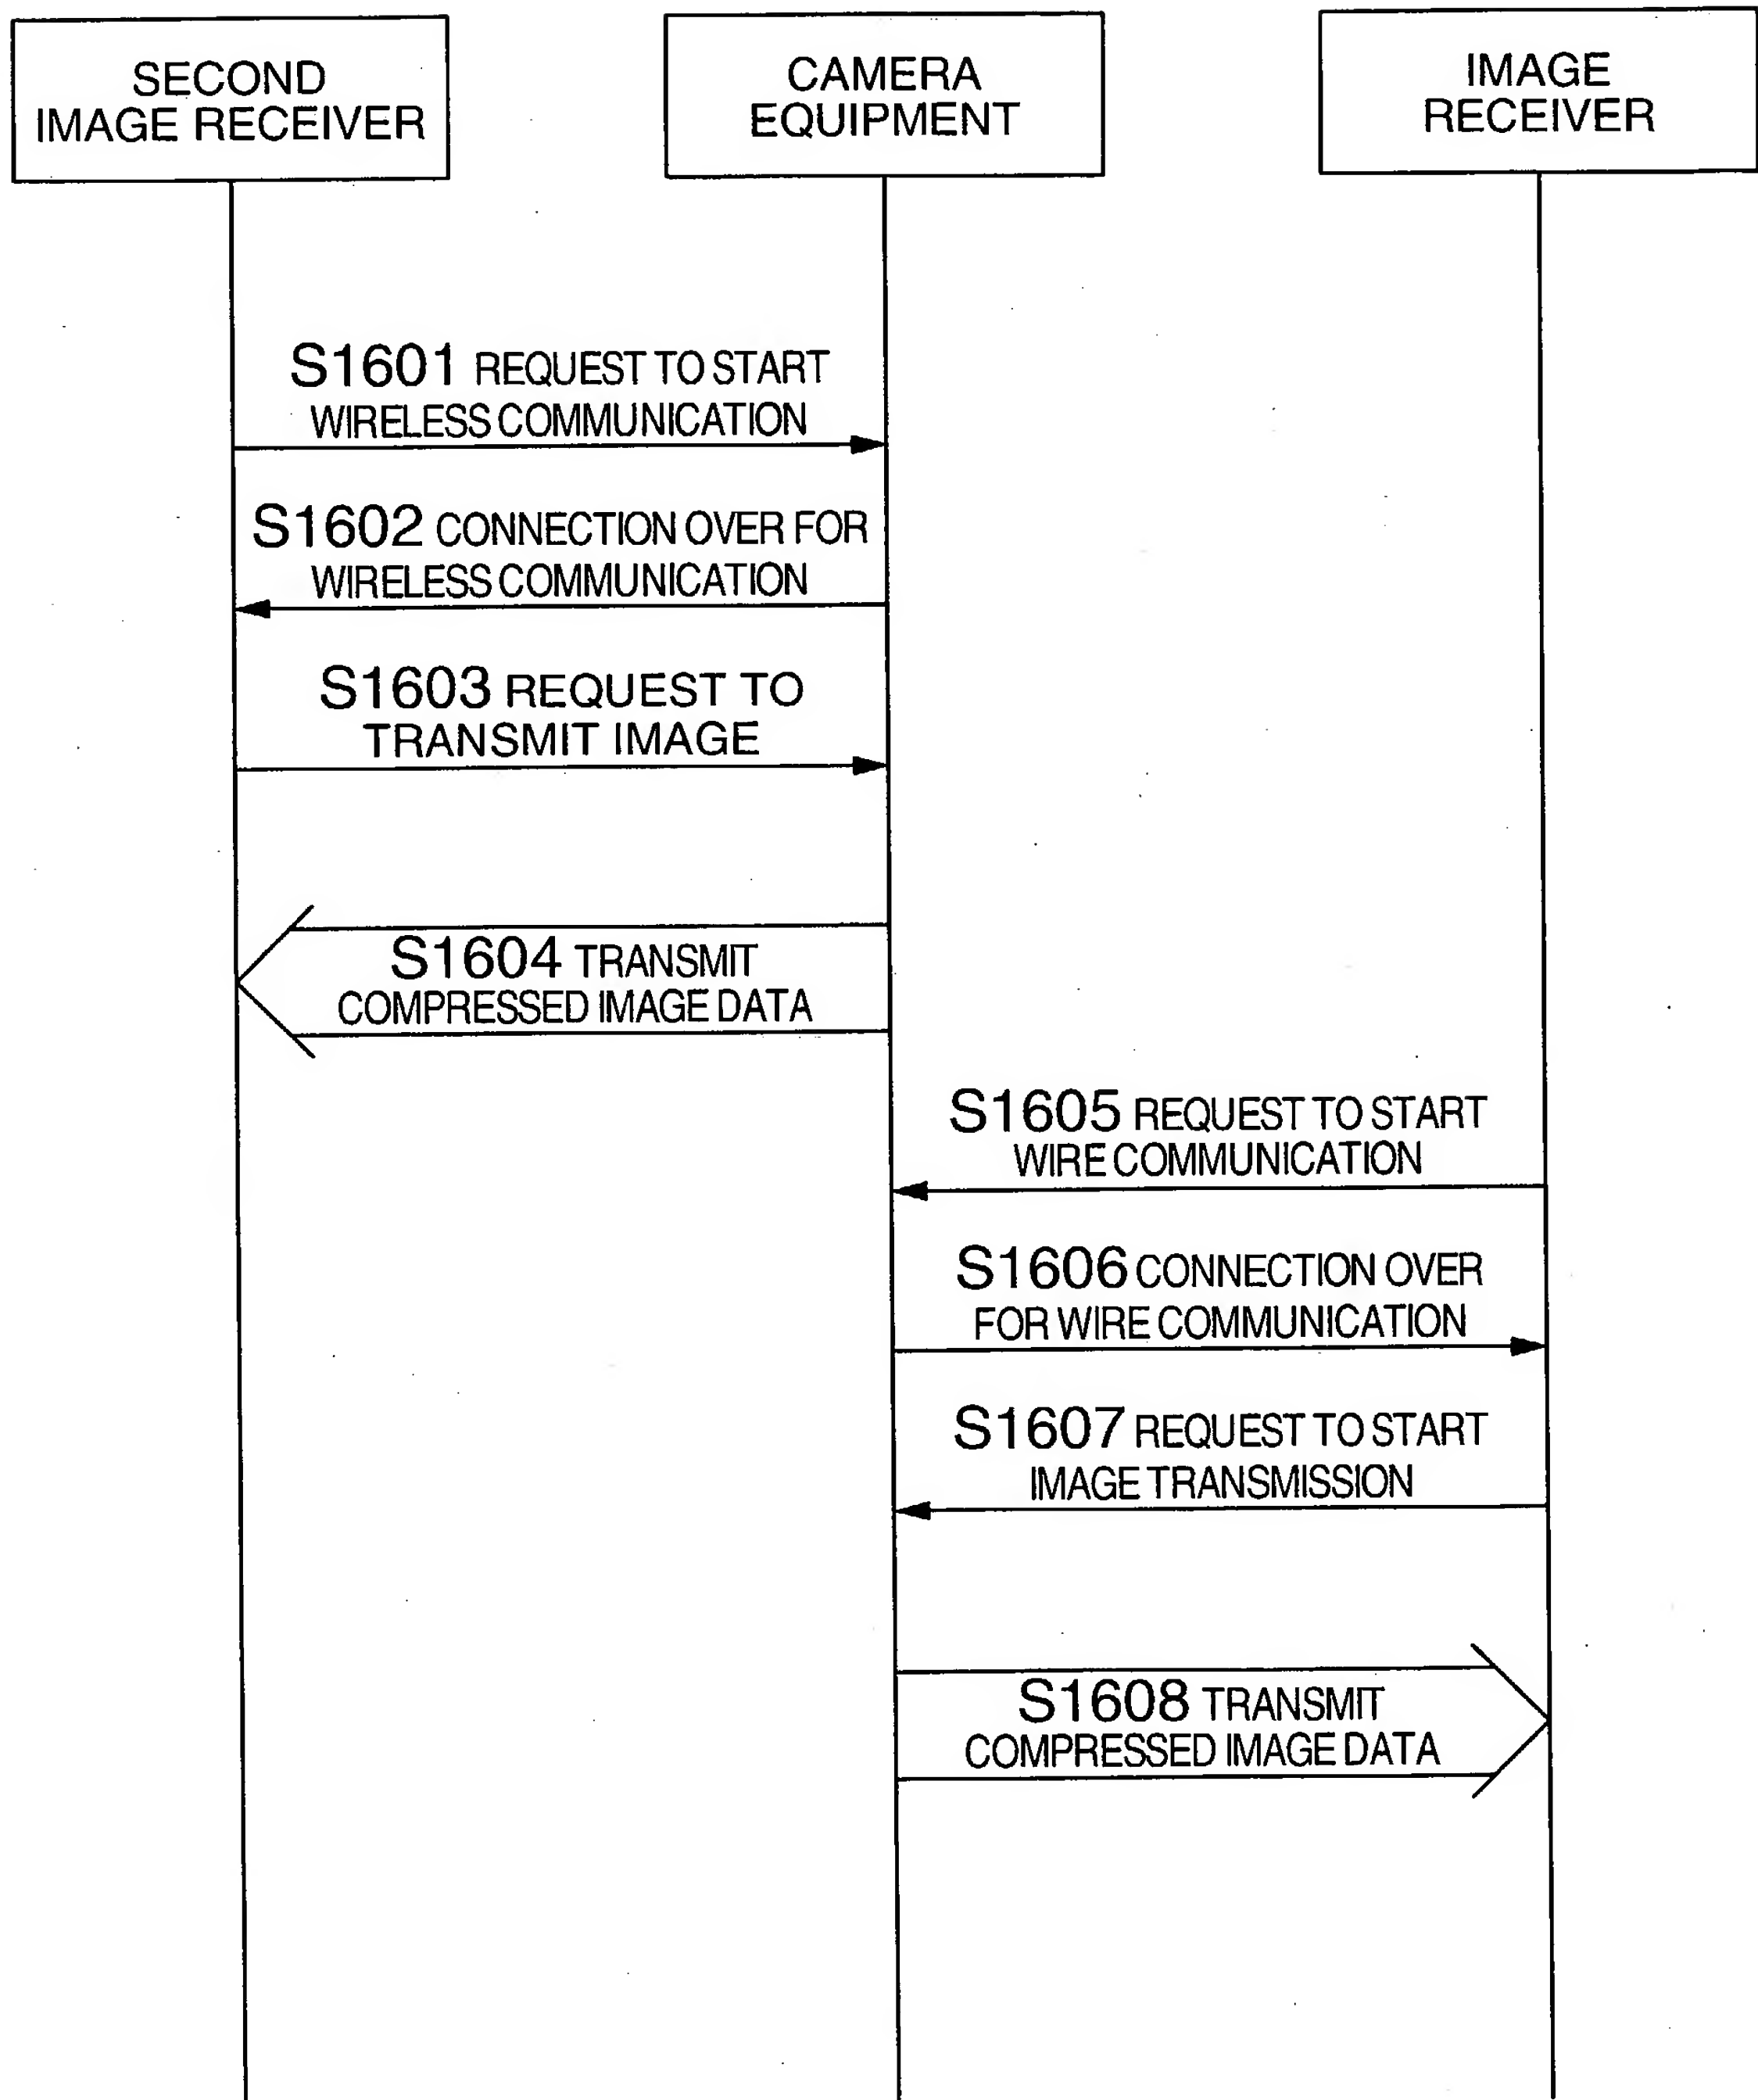 SECOND
IMAGE RECEIVER
CAMERA
EQUIPMENT
IMAGE
RECEIVER
S1601 REQUEST TO START
WIRELESS COMMUNICATION
S1602 CONNECTION OVER FOR
WIRELESS COMMUNICATION
S1603 REQUEST TO
TRANSMIT IMAGE
S1604 TRANSMIT
COMPRESSED IMAGE DATA
S1605 REQUEST TO START
WIRE COMMUNICATION
S1606 CONNECTION OVER
FOR WIRE COMMUNICATION
S1607 REQUEST TO START
IMAGE TRANSMISSION
S1608 TRANSMIT
COMPRESSED IMAGE DATA